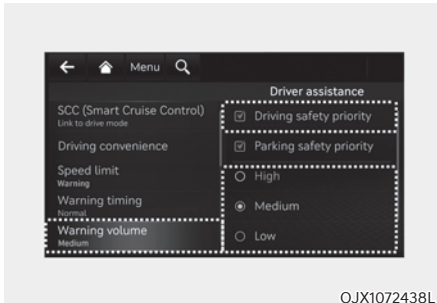 Menu
Driver assistance
SCC (Smart Cruise Control)
Link to drive mode
Driving convenience
Speed limit
Warning
Warning timing
Normal
Warning volume
Medium
Driving safety priority
Parking safety priority
High
Medium
Low
OJX1072438L